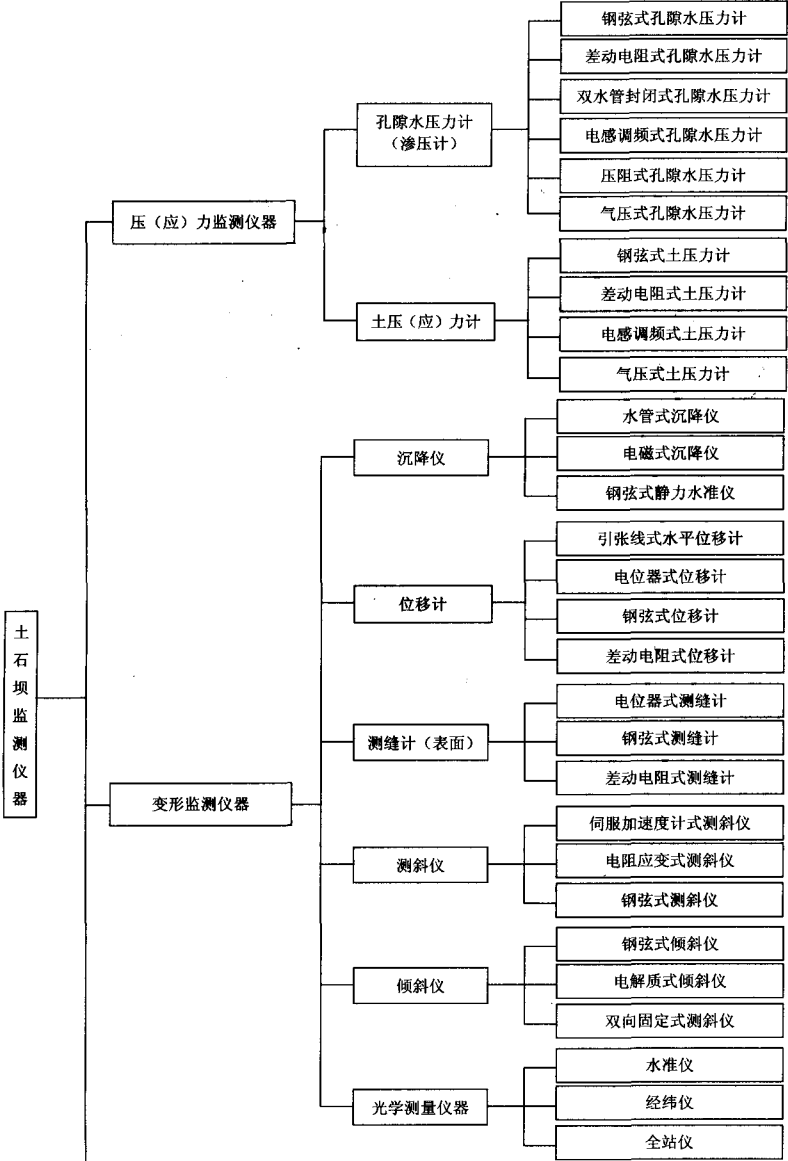 土石坝监测仪器
压（应）力监测仪器
孔隙水压力计
（渗压计）
钢弦式孔隙水压力计
差动电阻式孔隙水压力计
双水管封闭式孔隙水压力计
电感调频式孔隙水压力计
压阻式孔隙水压力计
气压式孔隙水压力计
土压（应）力计
钢弦式土压力计
差动电阻式土压力计
电感调频式土压力计
气压式土压力计
变形监测仪器
沉降仪
水管式沉降仪
电磁式沉降仪
钢弦式静力水准仪
位移计
引张线式水平位移计
电位器式位移计
钢弦式位移计
差动电阻式位移计
测缝计（表面）
电位器式测缝计
钢弦式测缝计
差动电阻式测缝计
测斜仪
伺服加速度计式测斜仪
电阻应变式测斜仪
钢弦式测斜仪
倾斜仪
钢弦式倾斜仪
电解质式倾斜仪
双向固定式测斜仪
光学测量仪器
水准仪
经纬仪
全站仪